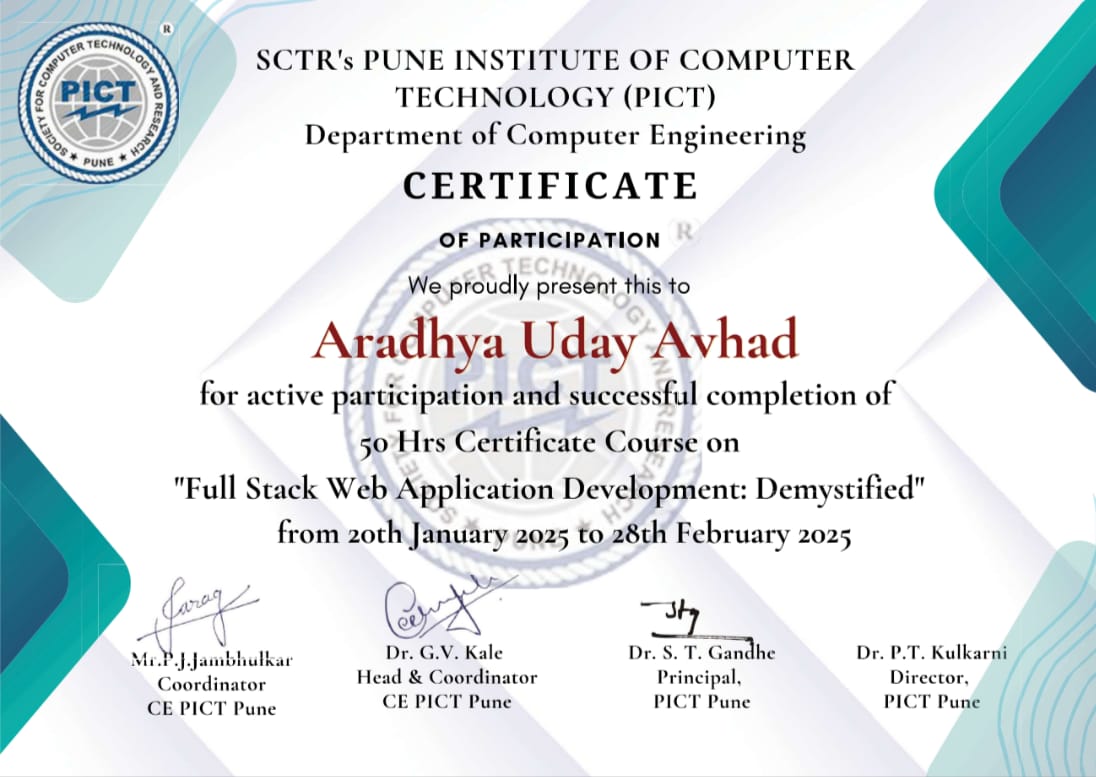 SOCIETY FOR COMPUTER TECHNOLOGY AND RESEARCH
PICT
★ PUNE ★
®
SCTR's PUNE INSTITUTE OF COMPUTER
TECHNOLOGY (PICT)
Department of Computer Engineering
CERTIFICATE
OF PARTICIPATION
We proudly present this to
Aradhya Uday Avhad
for active participation and successful completion of
50 Hrs Certificate Course on
"Full Stack Web Application Development: Demystified"
from 20th January 2025 to 28th February 2025
Mr.P.J.Jambhulkar
Coordinator
CE PICT Pune
Dr. G.V. Kale
Head & Coordinator
CE PICT Pune
Dr. S. T. Gandhe
Principal,
PICT Pune
Dr. P.T. Kulkarni
Director,
PICT Pune